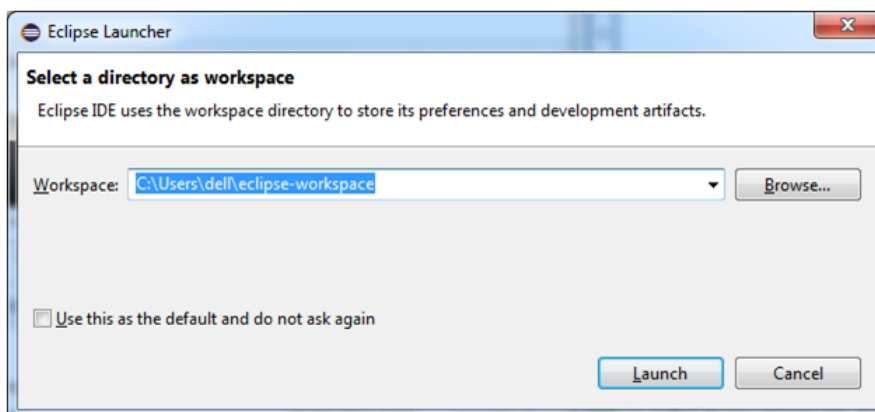 Eclipse Launcher
Select a directory as workspace
Eclipse IDE uses the workspace directory to store its preferences and development artifacts.
Workspace: C:\Users\dell\eclipse-workspace Browse...
Use this as the default and do not ask again
Launch Cancel